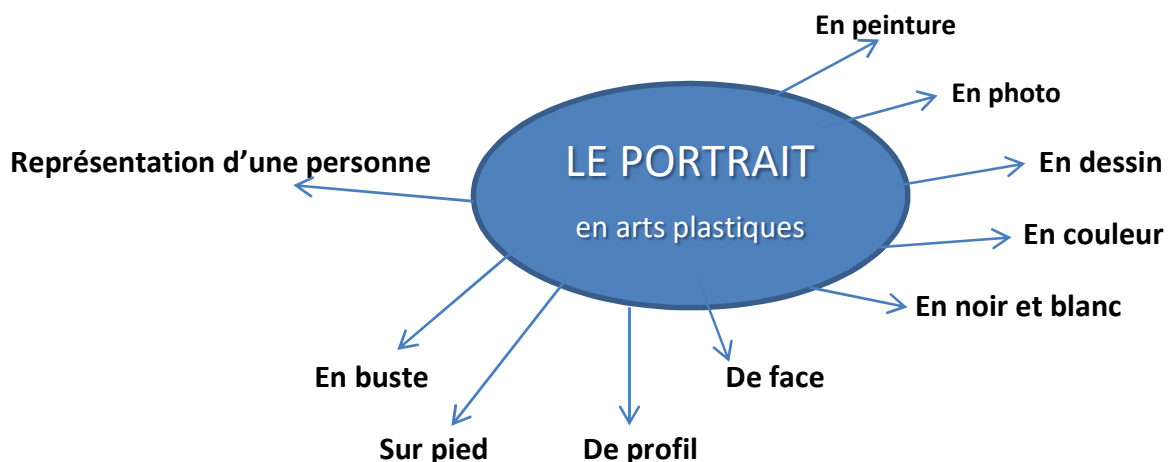 En peinture
En photo
LE PORTRAIT
Représentation d’une personne
En dessin
en arts plastiques
En couleur
En noir et blanc
En buste
De face
Sur pied
De profil